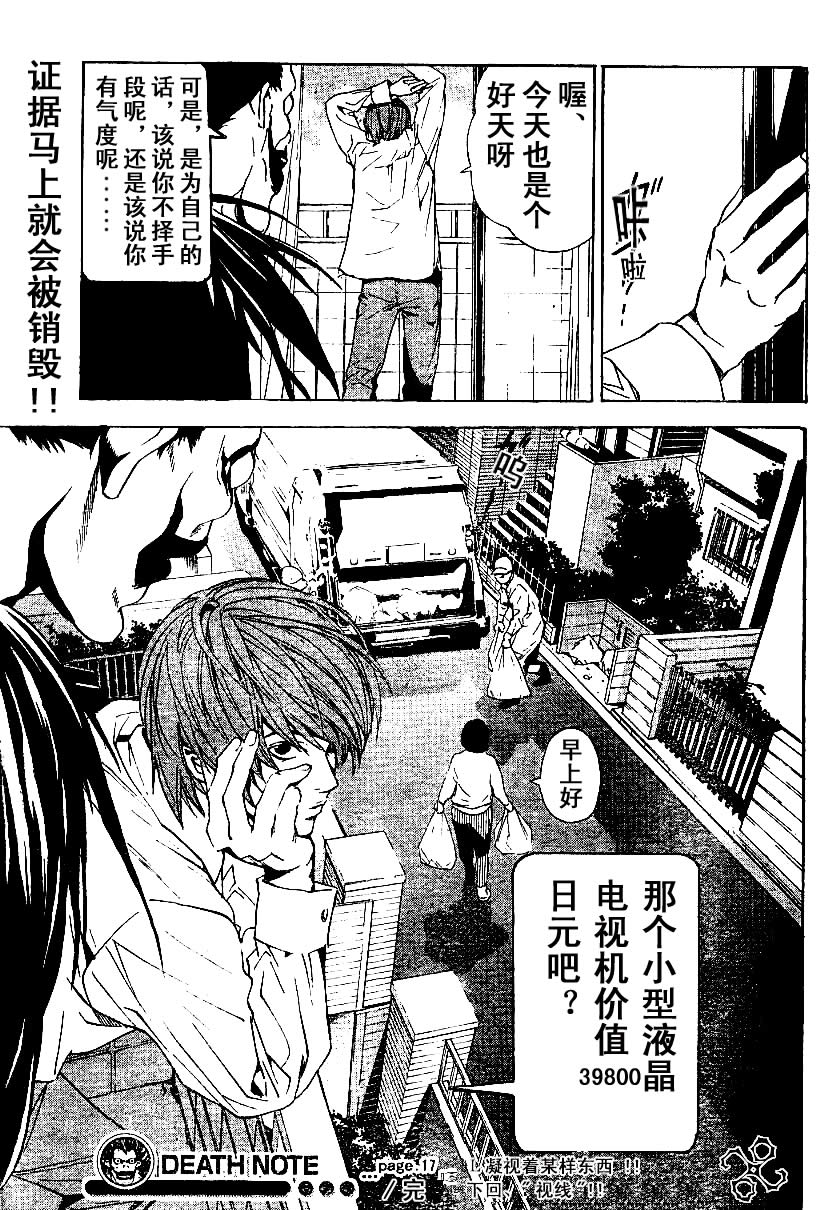 喔、
今天也是个
好天呀
可是，是为自己的
话，该说你不择手
段呢，还是该说你
有气度呢……
证据马上就会被销毁!!
呜
早上好
那个小型液晶
电视机价值
39800
日元吧？
DEATH NOTE
page.17
完
凝视着某样东西 !!
下回、“视线”!!